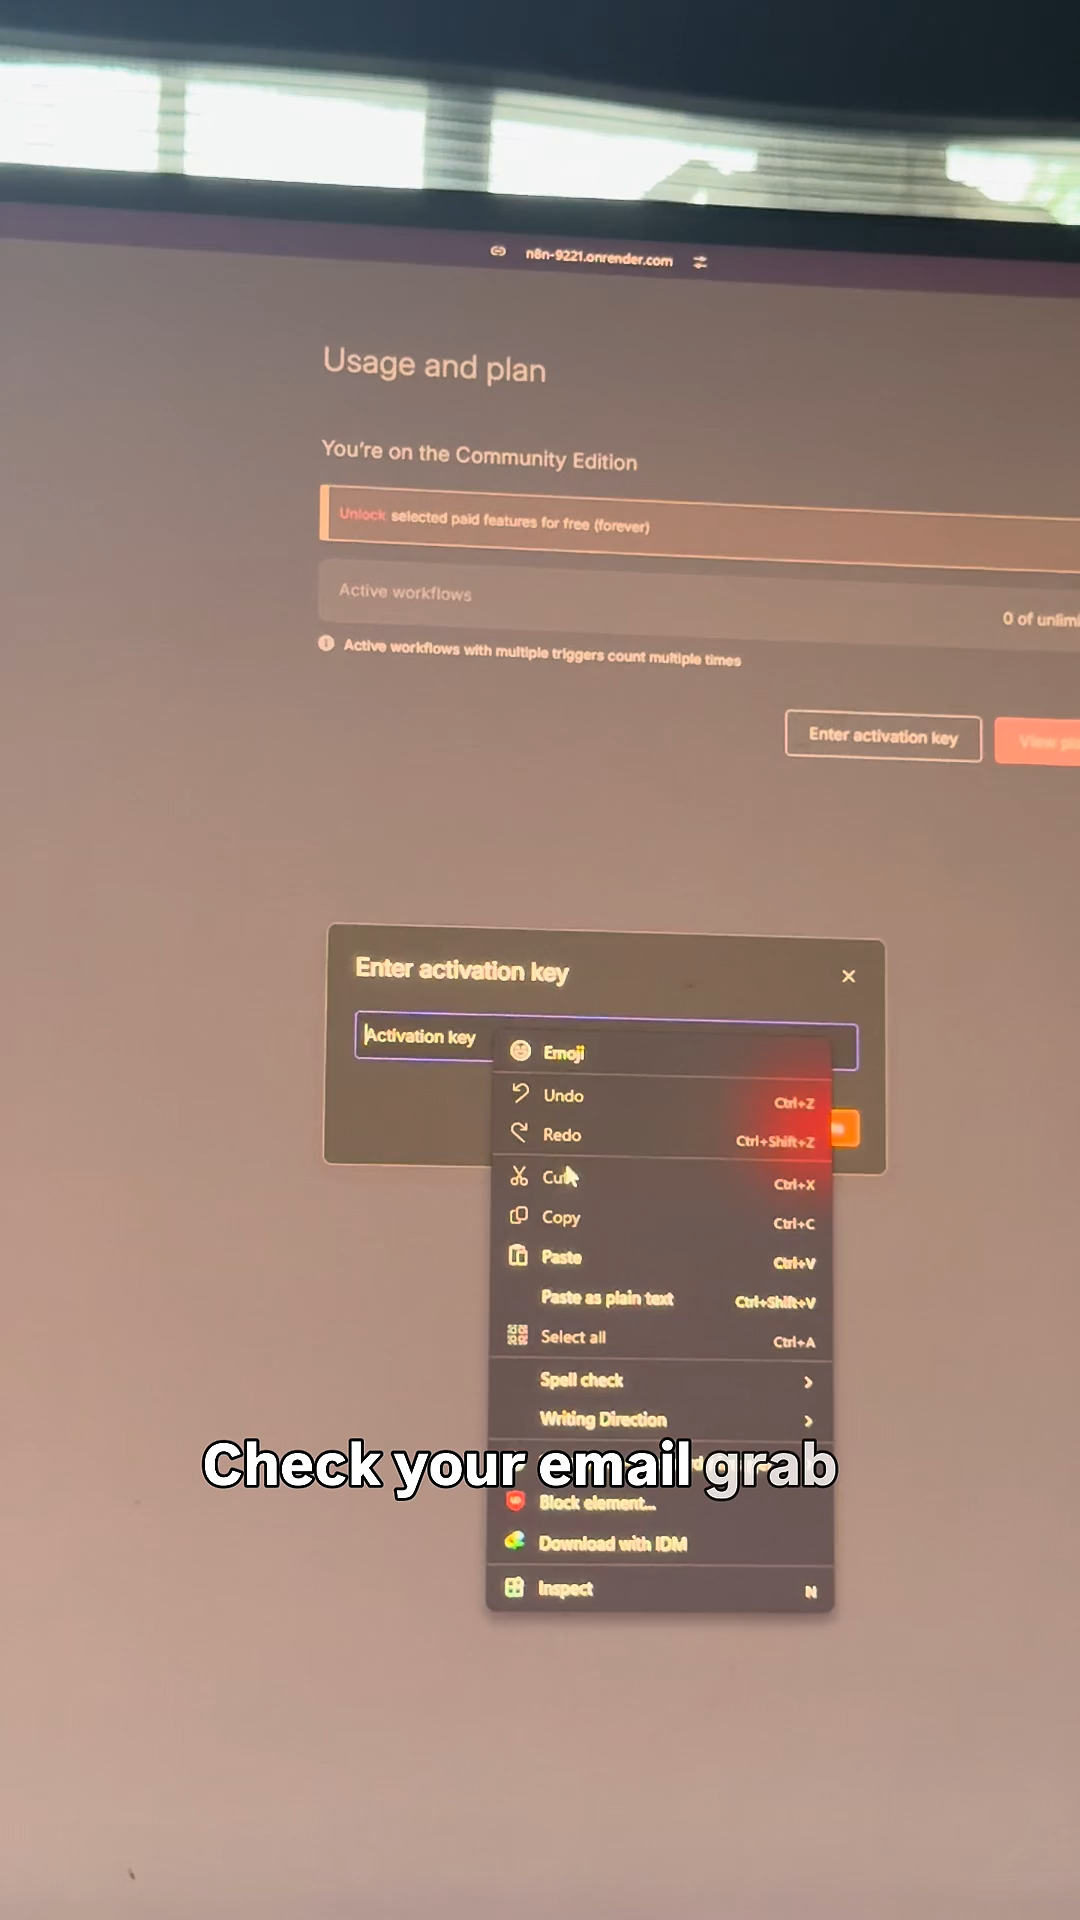 n8n-9221.onrender.com
Usage and plan
You're on the Community Edition
Unlock selected paid features for free (forever)
Active workflows
0 of unlimi
Active workflows with multiple triggers count multiple times
Enter activation key
View pla
Enter activation key
Activation key
Emoji
Undo Ctrl+Z
Redo Ctrl+Shift+Z
Cut Ctrl+X
Copy Ctrl+C
Paste Ctrl+V
Paste as plain text Ctrl+Shift+V
Select all Ctrl+A
Spell check
Writing Direction
Check your email grab
Block element...
Download with IDM
Inspect N